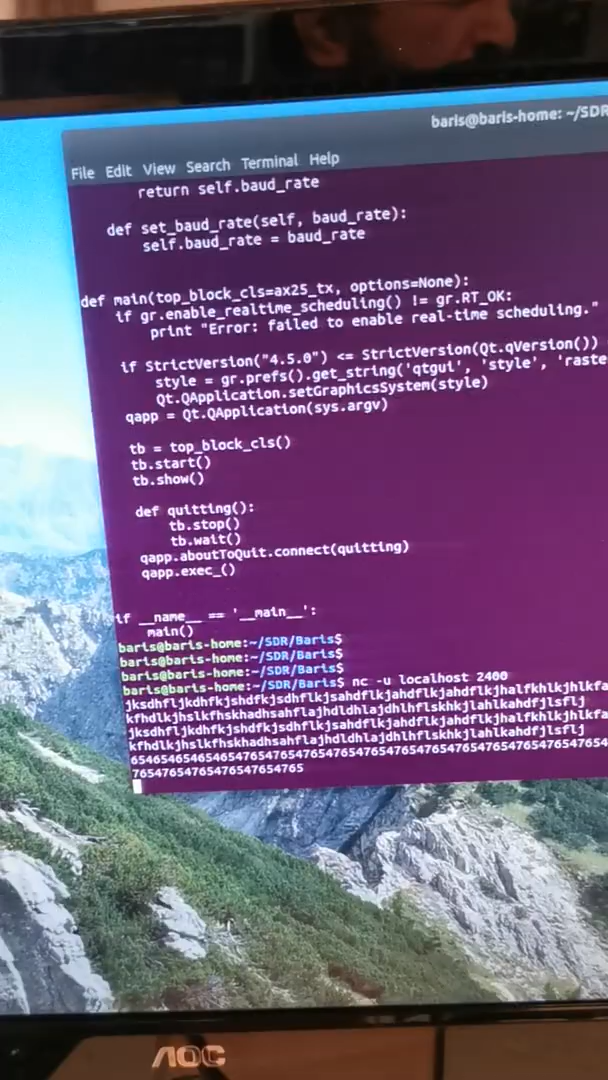 baris@baris-home: ~/SDR
File Edit View Search Terminal Help
return self.baud_rate
def set_baud_rate(self, baud_rate):
self.baud_rate = baud_rate
def main(top_block_cls=ax25_tx, options=None):
if gr.enable_realtime_scheduling() != gr.RT_OK:
print "Error: failed to enable real-time scheduling."
if StrictVersion("4.5.0") <= StrictVersion(Qt.qVersion())
style = gr.prefs().get_string('qtgui', 'style', 'raste
Qt.QApplication.setGraphicsSystem(style)
qapp = Qt.QApplication(sys.argv)
tb = top_block_cls()
tb.start()
tb.show()
def quitting():
tb.stop()
tb.wait()
qapp.aboutToQuit.connect(quitting)
qapp.exec_()
if __name__ == '__main__':
main()
baris@baris-home:~/SDR/Baris$
baris@baris-home:~/SDR/Baris$
baris@baris-home:~/SDR/Baris$
baris@baris-home:~/SDR/Baris$ nc -u localhost 2400
jksdhfljkdhfkjshdfkjsdhflkjsahdflkjahdflkjahdflkjhalfkhlkjhlkfa
kfhdlkjhslkfhskhadhsahflajhdldhlajdhlhflskhkjlahlkahdfjlsflj
jksdhfljkdhfkjshdfkjsdhflkjsahdflkjahdflkjahdflkjhalfkhlkjhlkfa
kfhdlkjhslkfhskhadhsahflajhdldhlajdhlhflskhkjlahlkahdfjlsflj
76547654765476547654765
AOC